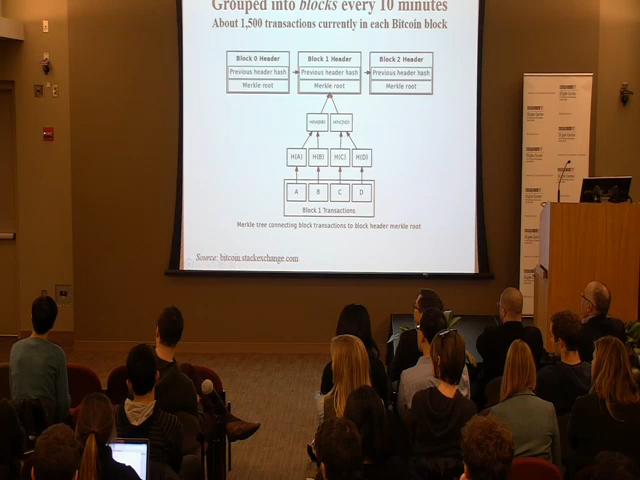 Grouped into blocks every 10 minutes
About 1,500 transactions currently in each Bitcoin block
Block 0 Header
Block 1 Header
Block 2 Header
Previous header hash
Previous header hash
Previous header hash
Merkle root
Merkle root
Merkle root
H(A)
H(B)
H(C)
H(D)
A
B
C
D
Block 1 Transactions
Merkle tree connecting block transactions to block header merkle root
Source: bitcoin.stackexchange.com